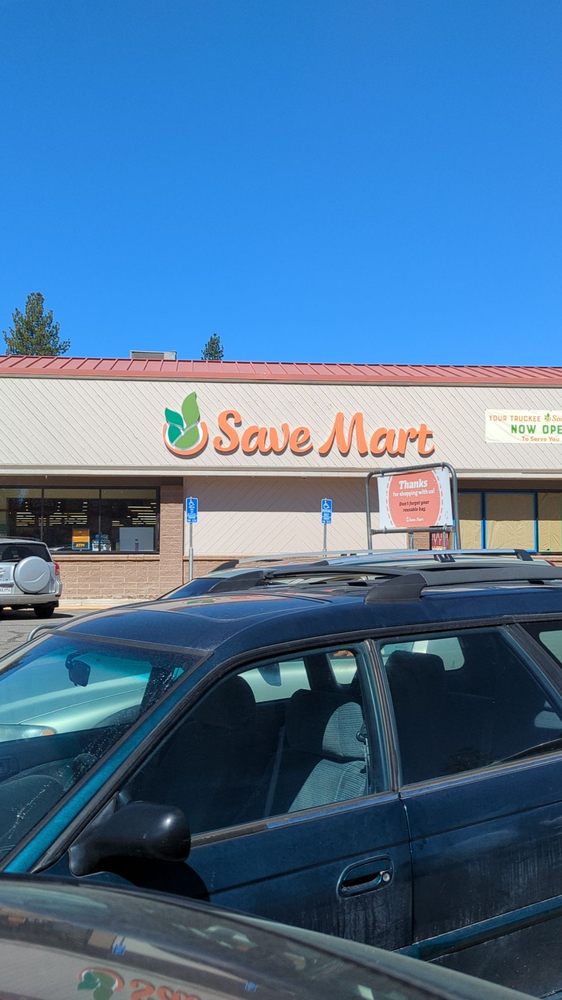 Save Mart
YOUR TRUCKEE
NOW OPE
To Serve You
Thanks
for shopping with us!
Don't forget your
reusable bag.